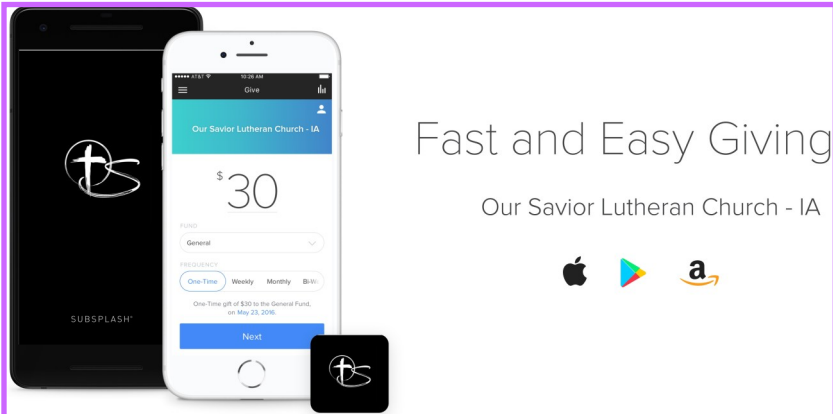 AT&T
10:26 AM
Give
Our Savior Lutheran Church - IA
$30
FUND
General
FREQUENCY
One-Time Weekly Monthly Bi-We
One-Time gift of $30 to the General Fund,
on May 23, 2016.
Next
SUBSPLASH®
Fast and Easy Giving
Our Savior Lutheran Church - IA
a